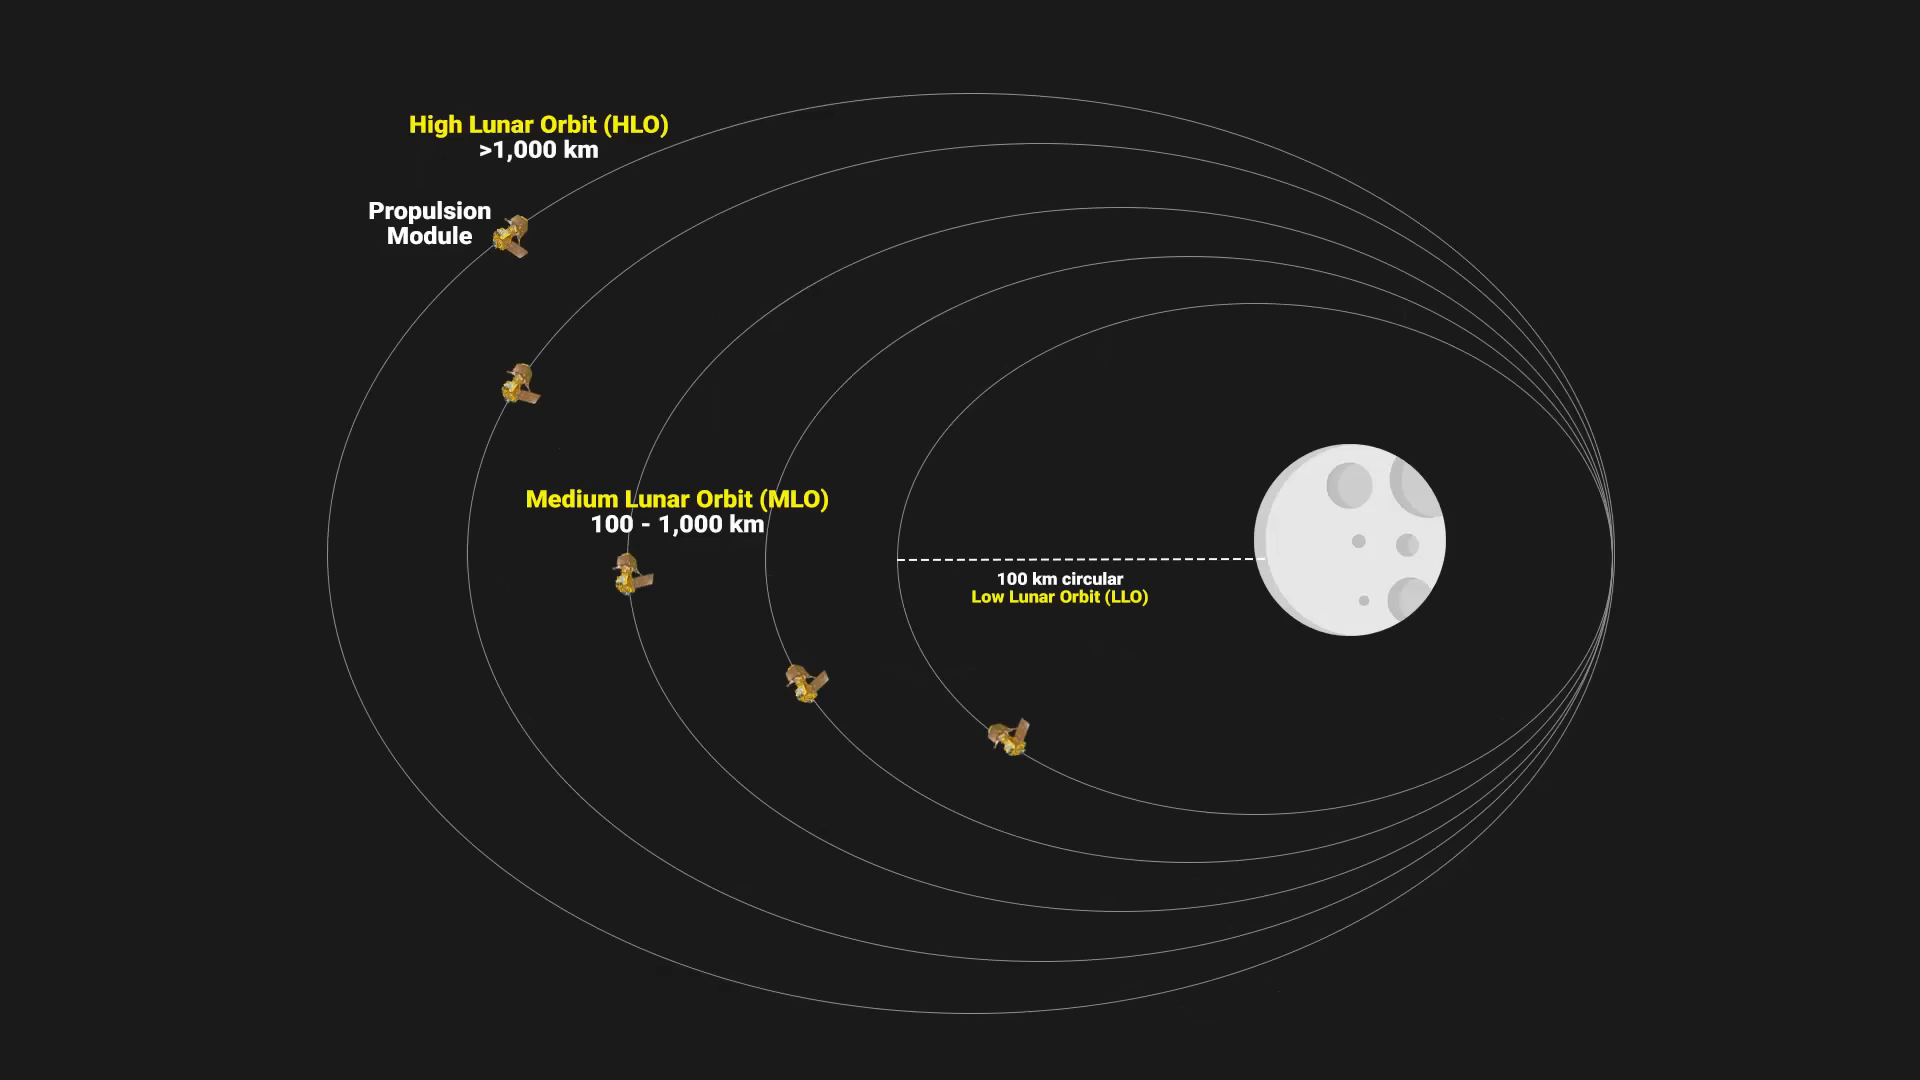 High Lunar Orbit (HLO)
>1,000 km
Propulsion
Module
Medium Lunar Orbit (MLO)
100 - 1,000 km
100 km circular
Low Lunar Orbit (LLO)